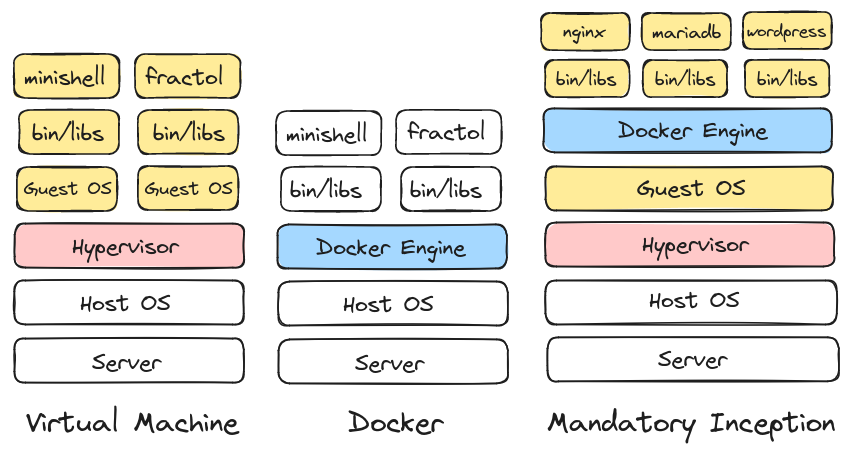 minishell
fractol
bin/libs
bin/libs
Guest OS
Guest OS
Hypervisor
Host OS
Server
Virtual Machine
minishell
fractol
bin/libs
bin/libs
Docker Engine
Host OS
Server
Docker
nginx
mariadb
wordpress
bin/libs
bin/libs
bin/libs
Docker Engine
Guest OS
Hypervisor
Host OS
Server
Mandatory Inception